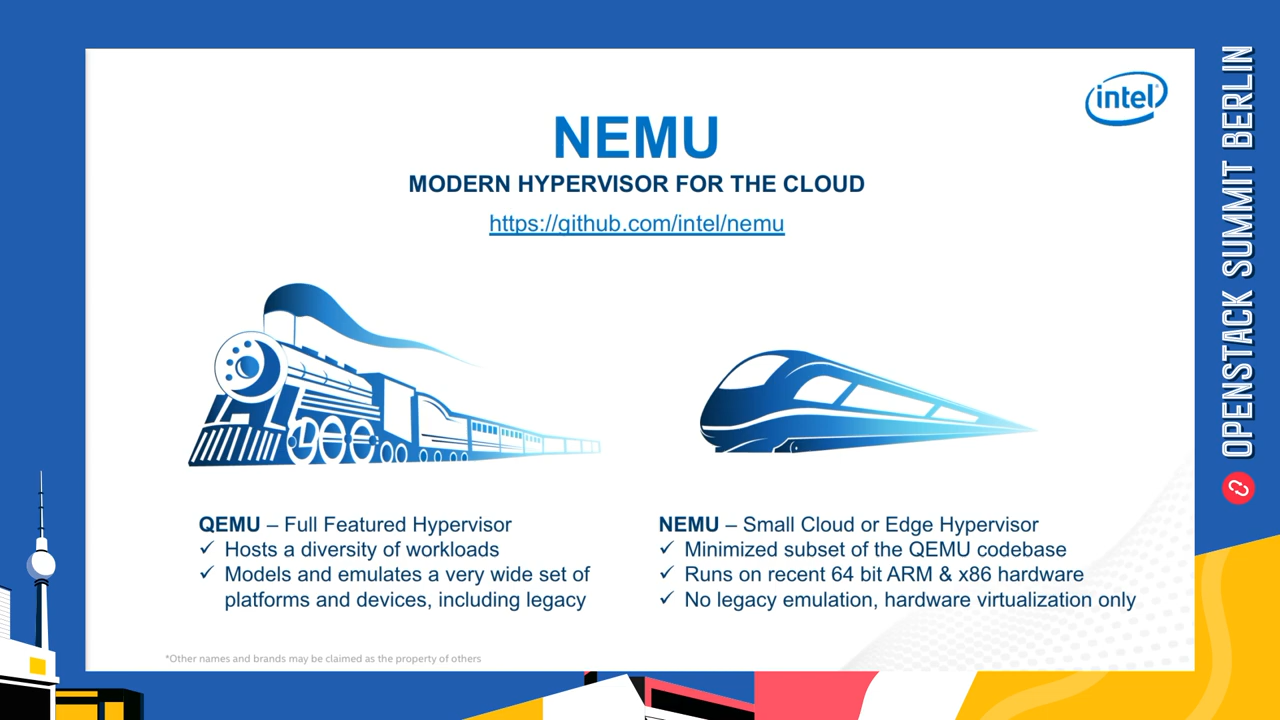 intel
NEMU
MODERN HYPERVISOR FOR THE CLOUD
https://github.com/intel/nemu
QEMU – Full Featured Hypervisor
✓ Hosts a diversity of workloads
✓ Models and emulates a very wide set of
platforms and devices, including legacy
NEMU – Small Cloud or Edge Hypervisor
✓ Minimized subset of the QEMU codebase
✓ Runs on recent 64 bit ARM & x86 hardware
✓ No legacy emulation, hardware virtualization only
*Other names and brands may be claimed as the property of others
OPENSTACK SUMMIT BERLIN